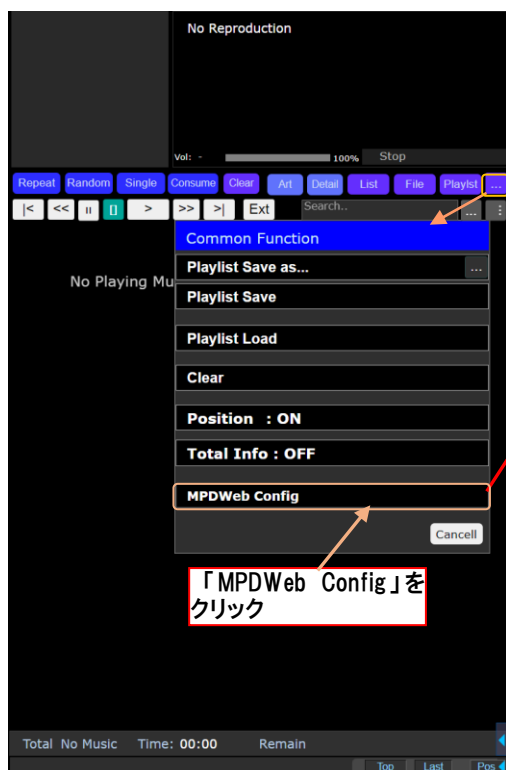 No Reproduction
Vol: - 100% Stop
Repeat Random Single Consume Clear Art Detail List File Playlst ...
|< << II [] > >> >| Ext Search.. ... :
Common Function
Playlist Save as... ...
No Playing Mu
Playlist Save
Playlist Load
Clear
Position : ON
Total Info : OFF
MPDWeb Config
Cancell
「MPDWeb Config」を
クリック
Total No Music Time: 00:00 Remain
Top Last Pos